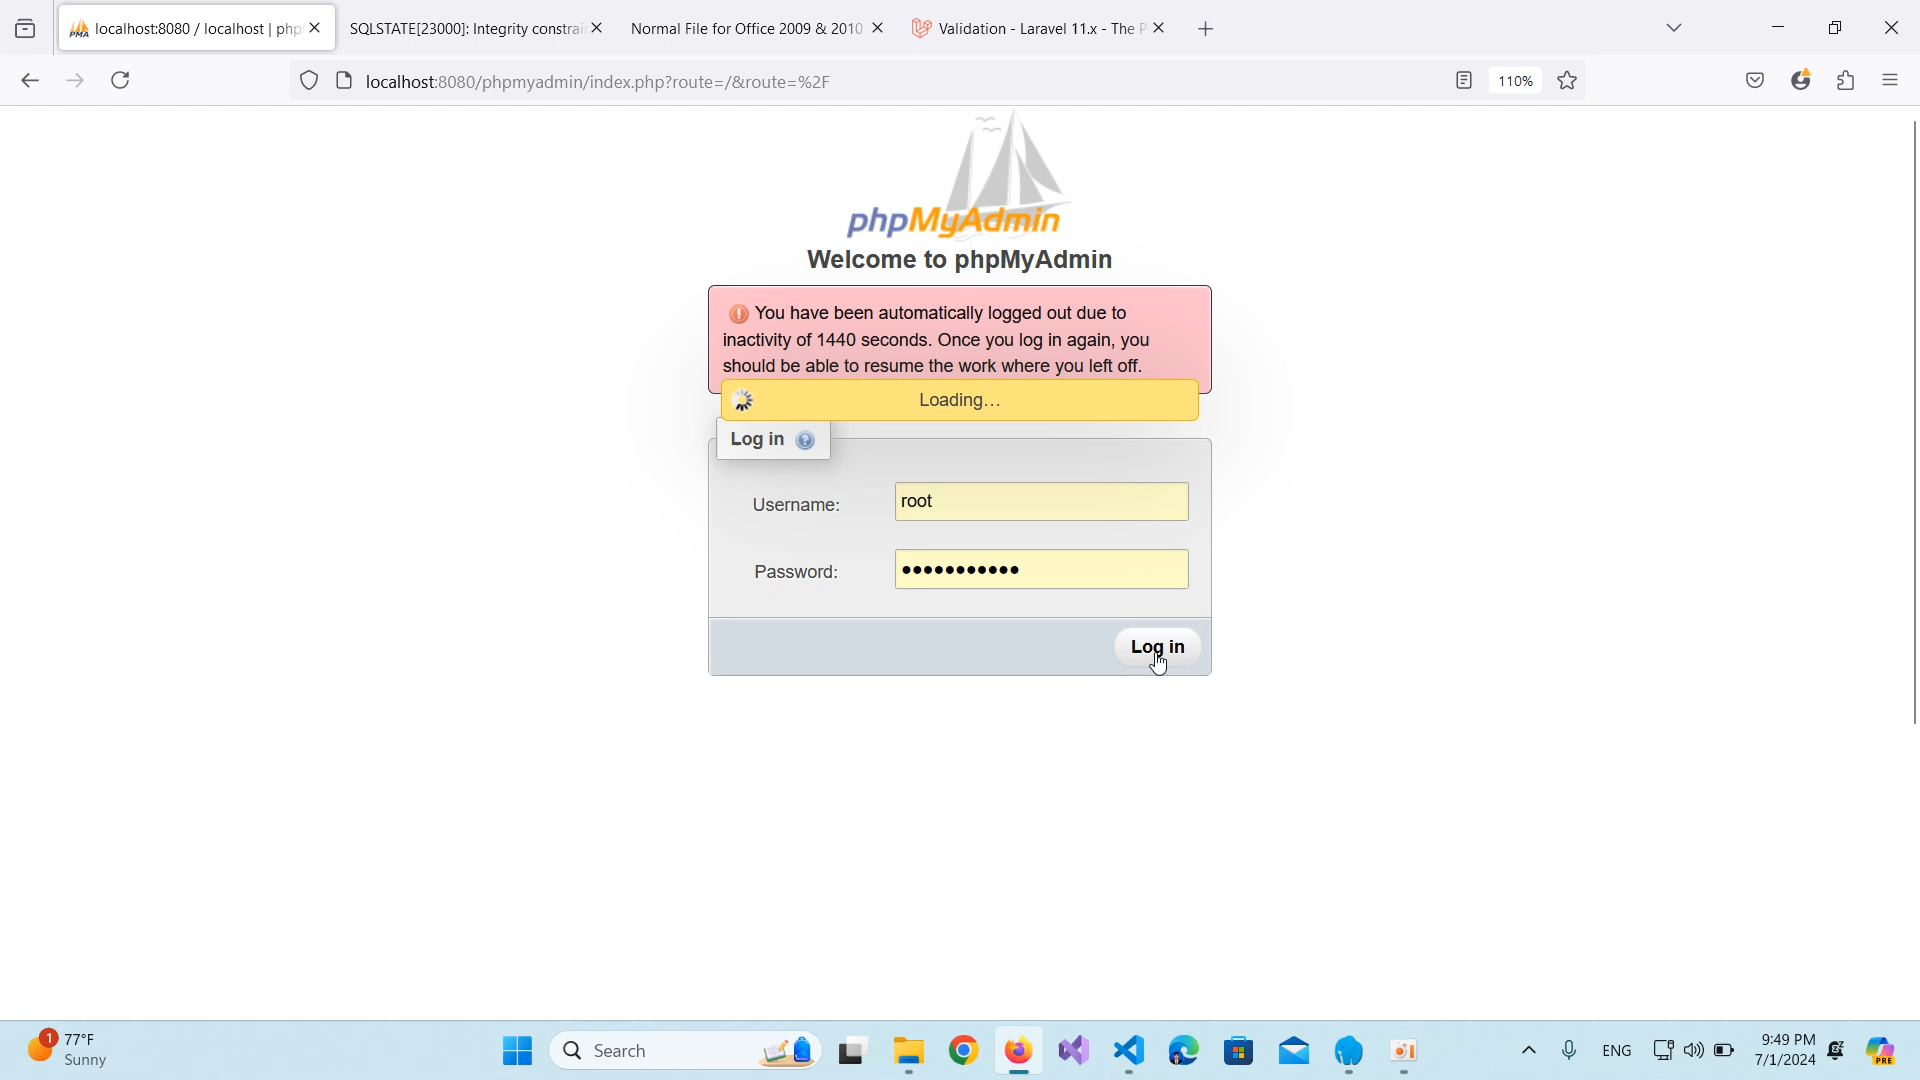 localhost:8080 / localhost | php
SQLSTATE[23000]: Integrity constrai
Normal File for Office 2009 & 2010
Validation - Laravel 11.x - The P
localhost:8080/phpmyadmin/index.php?route=/&route=%2F
110%
phpMyAdmin
Welcome to phpMyAdmin
You have been automatically logged out due to
inactivity of 1440 seconds. Once you log in again, you
should be able to resume the work where you left off.
Loading…
Log in
Username:
root
Password:
Log in
1
77°F
Sunny
Search
ENG
9:49 PM
7/1/2024
PRE